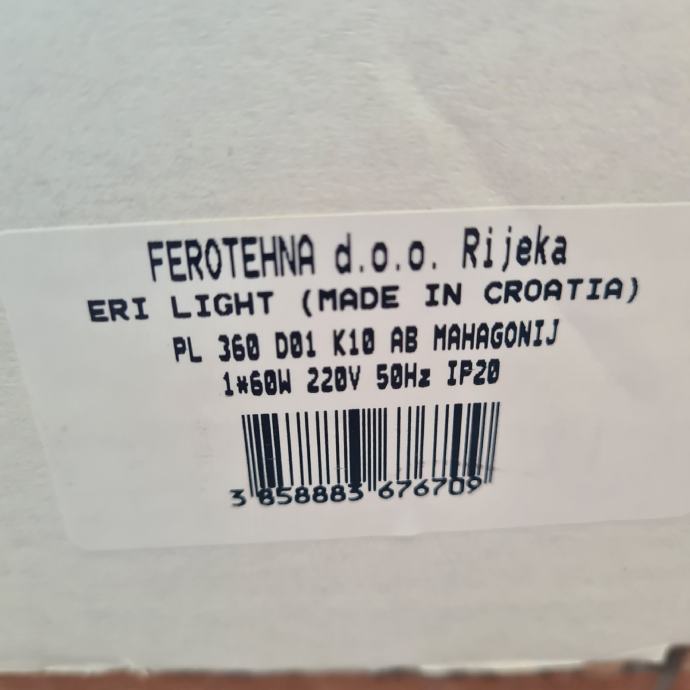 FEROTEHNA d.o.o. Rijeka
ERI LIGHT (MADE IN CROATIA)
PL 360 D01 K10 AB MAHAGONIJ
1*60W 220V 50Hz IP20
3 858883 676709